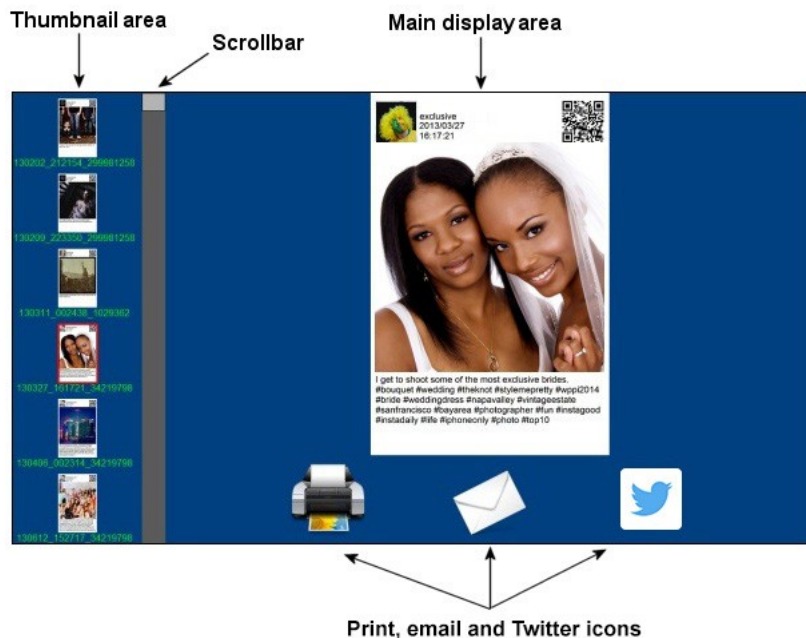 Thumbnail area
Scrollbar
Main display area
130202_212154_299981258
130209_223350_299981258
130311_002438_1029362
130327_161721_34219798
130406_002314_34219798
130612_152717_34219798
exclusive
2013/03/27
16:17:21
I get to shoot some of the most exclusive brides.
#bouquet #wedding #theknot #stylemepretty #wppi2014
#bride #weddingdress #napavalley #vintageestate
#sanfrancisco #bayarea #photographer #fun #instagood
#instadaily #life #iphoneonly #photo #top10
Print, email and Twitter icons